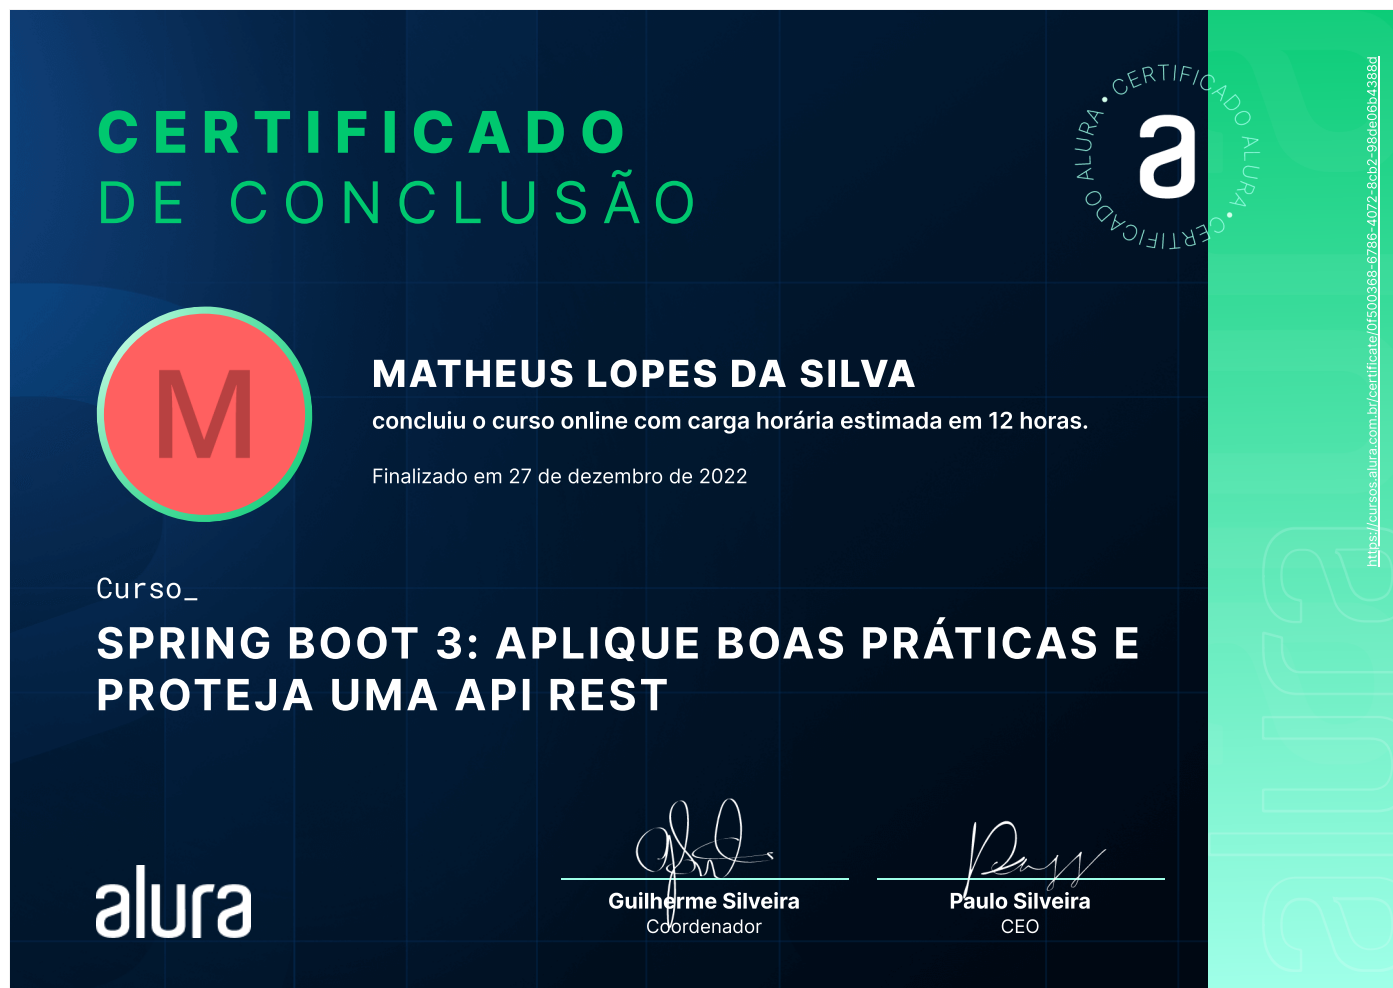 CERTIFICADO
DE CONCLUSÃO
CERTIFICADO ALURA • CERTIFICADO ALURA •
a
https://cursos.alura.com.br/certificate/0f500368-6786-4072-8cb2-98de06b4388d
M
MATHEUS LOPES DA SILVA
concluiu o curso online com carga horária estimada em 12 horas.
Finalizado em 27 de dezembro de 2022
Curso_
SPRING BOOT 3: APLIQUE BOAS PRÁTICAS E
PROTEJA UMA API REST
alura
Guilherme Silveira
Coordenador
Paulo Silveira
CEO
alura